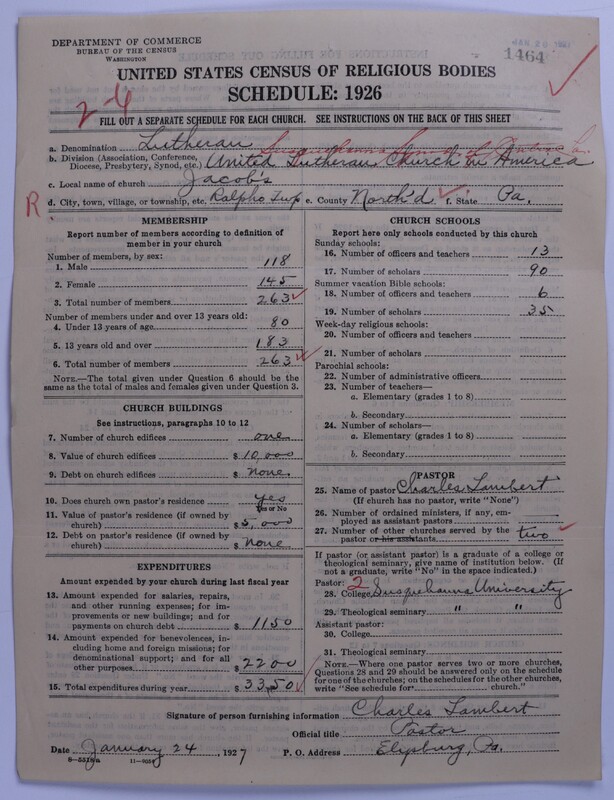 DEPARTMENT OF COMMERCE
BUREAU OF THE CENSUS
WASHINGTON
1464
UNITED STATES CENSUS OF RELIGIOUS BODIES
SCHEDULE: 1926
2-4
FILL OUT A SEPARATE SCHEDULE FOR EACH CHURCH. SEE INSTRUCTIONS ON THE BACK OF THIS SHEET
a. Denomination Lutheran
b. Division (Association, Conference, Diocese, Presbytery, Synod, etc.) United Lutheran Church in America
c. Local name of church Jacob's
R
d. City, town, village, or township, etc. Ralpho Twp e. County North'd f. State Pa.
MEMBERSHIP
Report number of members according to definition of
member in your church
Number of members, by sex:
1. Male 118
2. Female 145
3. Total number of members 263
Number of members under and over 13 years old:
4. Under 13 years of age 80
5. 13 years old and over 183
6. Total number of members 263
NOTE.—The total given under Question 6 should be
same as the total of males and females given under Question 3.
CHURCH BUILDINGS
See instructions, paragraphs 10 to 12
7. Number of church edifices one
8. Value of church edifices $ 10,000
9. Debt on church edifices $ None
10. Does church own pastor's residence yes
Yes or No
11. Value of pastor's residence (if owned by
church) $ 5,000
12. Debt on pastor's residence (if owned by
church) $ None
EXPENDITURES
Amount expended by your church during last fiscal year
13. Amount expended for salaries, repairs,
and other running expenses; for im-
provements or new buildings; and for
payments on church debt $ 1150
14. Amount expended for benevolences, in-
cluding home and foreign missions; for
denominational support; and for all
other purposes $ 2200
15. Total expenditures during year $ 3350
CHURCH SCHOOLS
Report here only schools conducted by this church
Sunday schools:
16. Number of officers and teachers 13
17. Number of scholars 90
Summer vacation Bible schools:
18. Number of officers and teachers 6
19. Number of scholars 35
Week-day religious schools:
20. Number of officers and teachers
21. Number of scholars
Parochial schools:
22. Number of administrative officers
23. Number of teachers—
a. Elementary (grades 1 to 8)
b. Secondary
24. Number of scholars—
a. Elementary (grades 1 to 8)
b. Secondary
PASTOR
25. Name of pastor Charles Lambert
(If church has no pastor, write "None")
26. Number of ordained ministers, if any, em-
ployed as assistant pastors
27. Number of other churches served by the
pastor or his assistants. two
If pastor (or assistant pastor) is a graduate of a college or
theological seminary, give name of institution below. (If
not a graduate, write "No" in the space indicated.)
Pastor: 2
28. College Susquehanna University
29. Theological seminary " "
Assistant pastor:
30. College
31. Theological seminary
NOTE.—Where one pastor serves two or more churches,
Questions 28 and 29 should be answered only on the schedule
for one of the churches; on the schedules for the other churches,
write "See schedule for church."
Signature of person furnishing information Charles Lambert
Official title Pastor
Date January 24, 1927 P. O. Address Elysburg, Pa.
8—5518a 11—9054